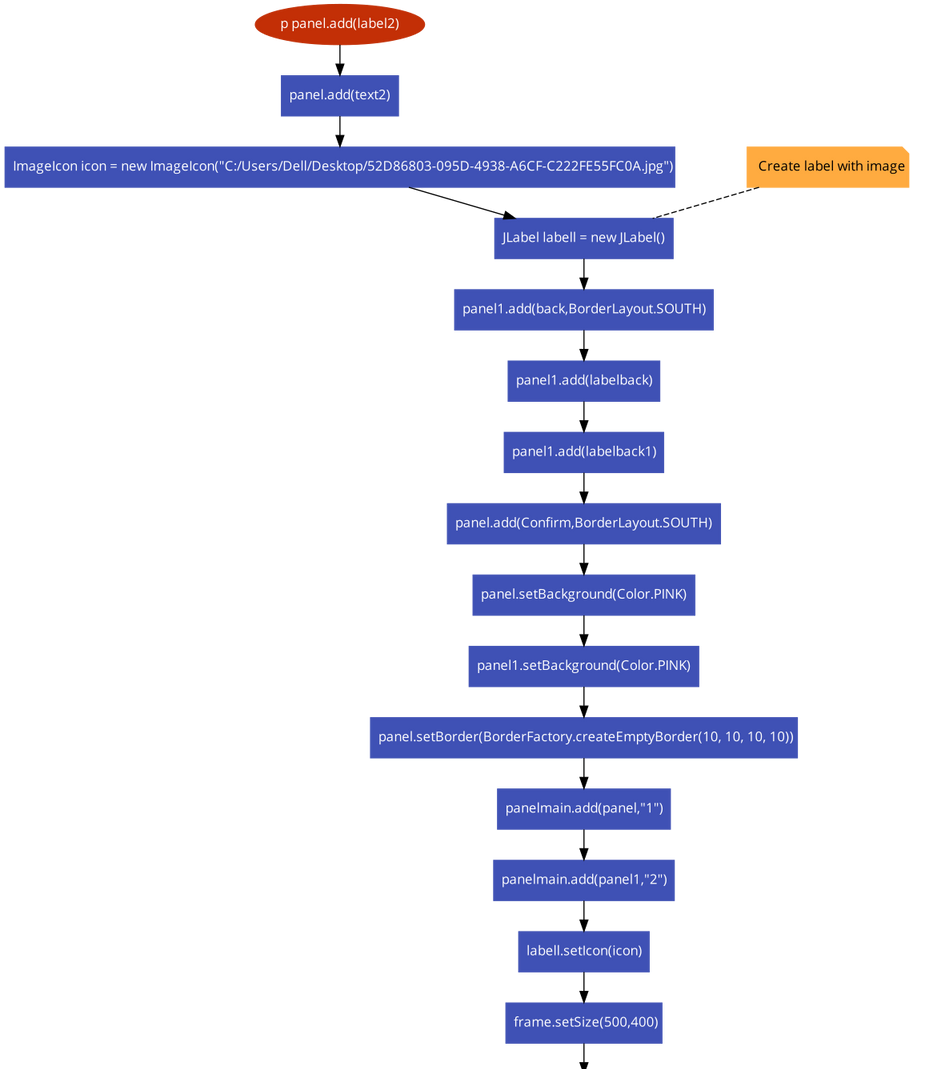 p panel.add(label2)
panel.add(text2)
ImageIcon icon = new ImageIcon("C:/Users/Dell/Desktop/52D86803-095D-4938-A6CF-C222FE55FC0A.jpg")
Create label with image
JLabel labell = new JLabel()
panel1.add(back,BorderLayout.SOUTH)
panel1.add(labelback)
panel1.add(labelback1)
panel.add(Confirm,BorderLayout.SOUTH)
panel.setBackground(Color.PINK)
panel1.setBackground(Color.PINK)
panel.setBorder(BorderFactory.createEmptyBorder(10, 10, 10, 10))
panelmain.add(panel,"1")
panelmain.add(panel1,"2")
labell.setIcon(icon)
frame.setSize(500,400)